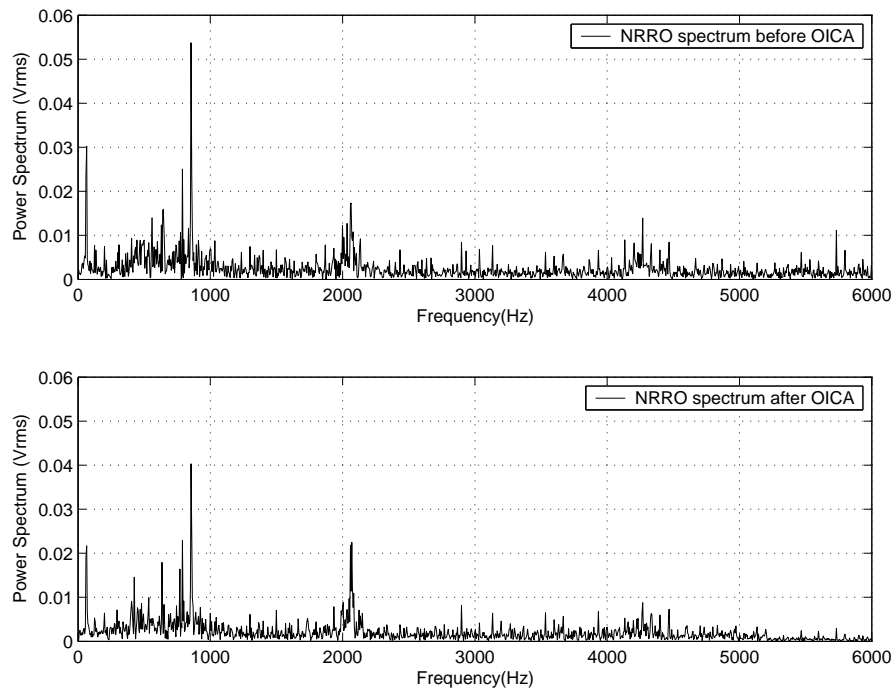 0.06
NRRO spectrum before OICA
0.05
0.04
0.03
0.02
0.01
0
Power Spectrum (Vrms)
0 1000 2000 3000 4000 5000 6000
Frequency(Hz)
0.06
NRRO spectrum after OICA
0.05
0.04
0.03
0.02
0.01
0
Power Spectrum (Vrms)
0 1000 2000 3000 4000 5000 6000
Frequency(Hz)